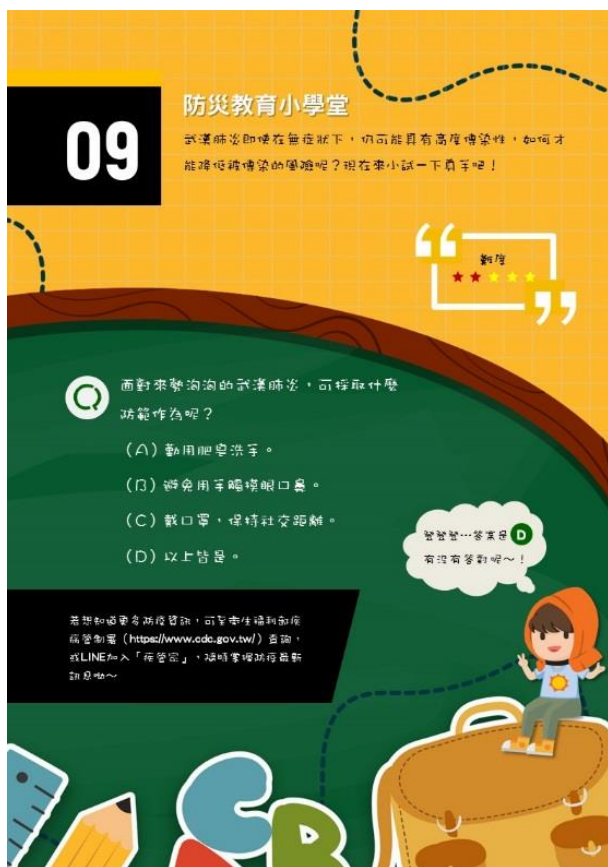 09
防災教育小學堂
武漢肺炎即使在無症狀下，仍可能具有高度傳染性，如何才
能降低被傳染的風險呢？現在來小試一下身手吧！
難度
Q
面對來勢洶洶的武漢肺炎，可採取什麼
防範作為呢？
（A）勤用肥皂洗手。
（B）避免用手觸摸眼口鼻。
（C）戴口罩，保持社交距離。
（D）以上皆是。
登登登…答案是 D
有沒有答對呢～！
若想知道更多防疫資訊，可至衛生福利部疾
病管制署（https://www.cdc.gov.tw/）查詢，
或LINE加入「疾管家」，隨時掌握防疫最新
訊息呦～
A
C
B